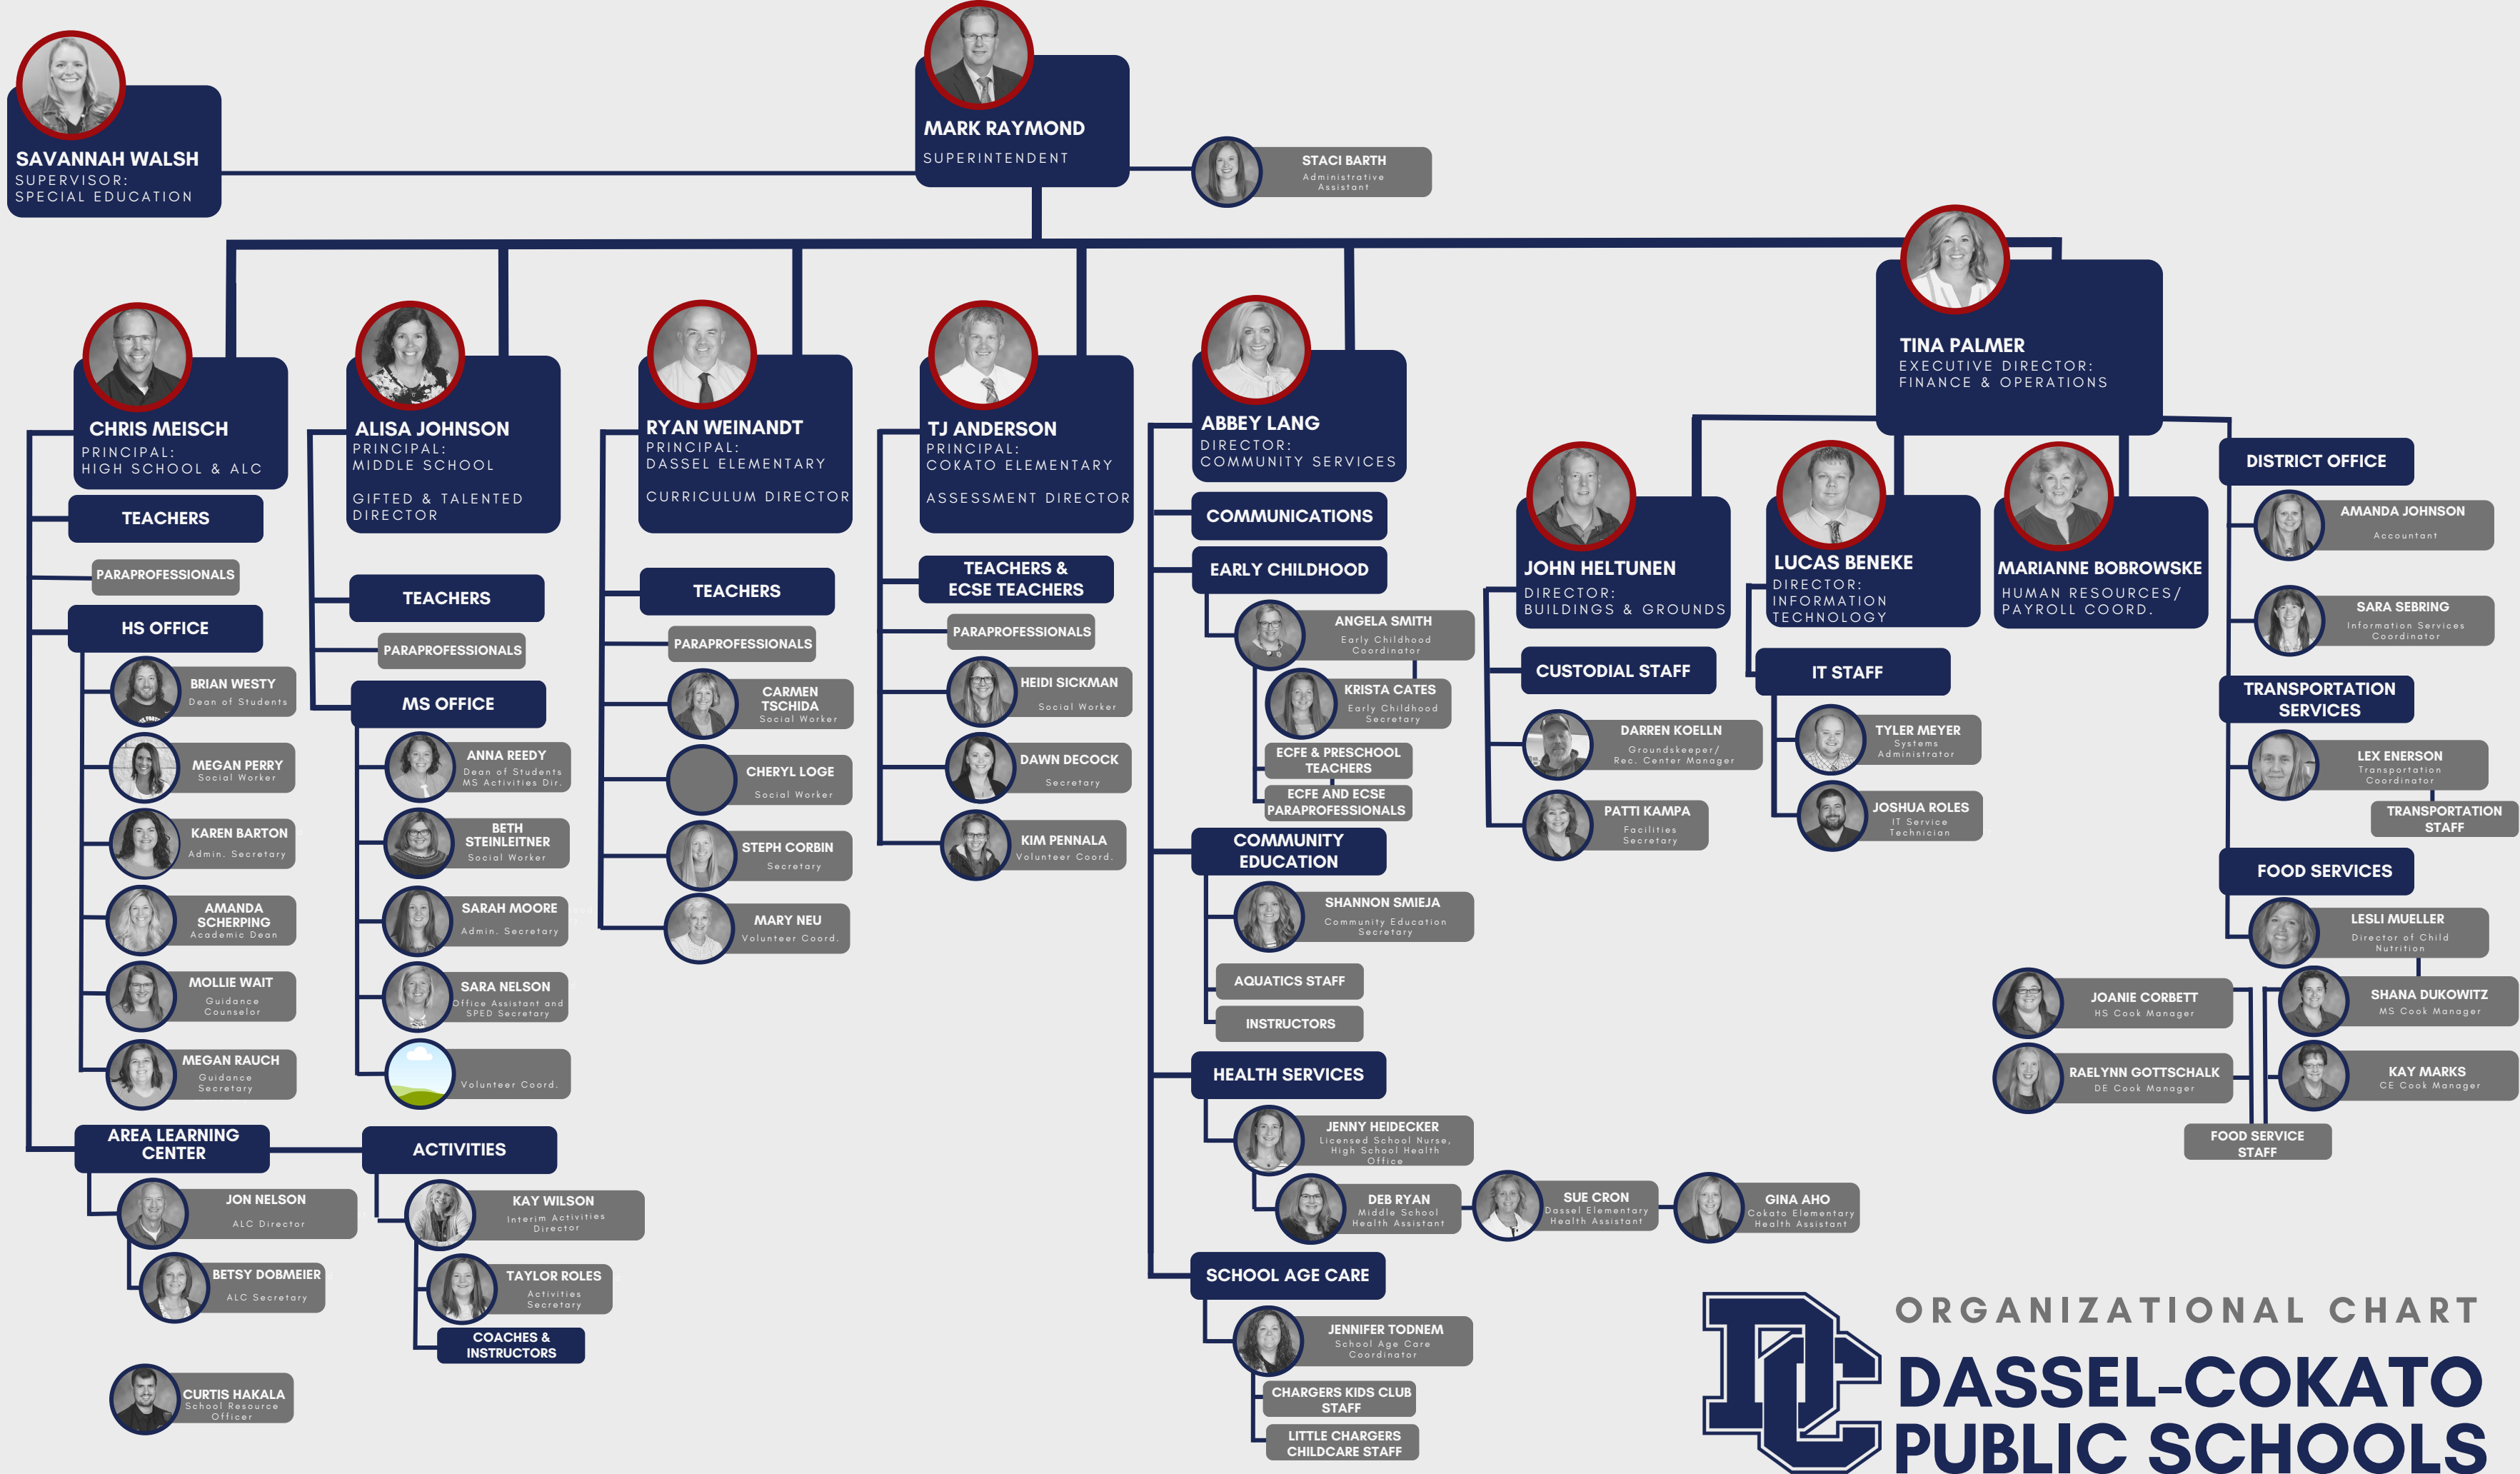 SAVANNAH WALSH
SUPERVISOR:
SPECIAL EDUCATION
MARK RAYMOND
SUPERINTENDENT
STACI BARTH
Administrative
Assistant
CHRIS MEISCH
PRINCIPAL:
HIGH SCHOOL & ALC
TEACHERS
PARAPROFESSIONALS
HS OFFICE
BRIAN WESTY
Dean of Students
MEGAN PERRY
Social Worker
KAREN BARTON
Admin. Secretary
AMANDA
SCHERPING
Academic Dean
MOLLIE WAIT
Guidance
Counselor
MEGAN RAUCH
Guidance
Secretary
AREA LEARNING
CENTER
JON NELSON
ALC Director
BETSY DOBMEIER
ALC Secretary
CURTIS HAKALA
School Resource
Officer
ACTIVITIES
KAY WILSON
Interim Activities
Director
TAYLOR ROLES
Activities
Secretary
COACHES &
INSTRUCTORS
ALISA JOHNSON
PRINCIPAL:
MIDDLE SCHOOL
GIFTED & TALENTED
DIRECTOR
TEACHERS
PARAPROFESSIONALS
MS OFFICE
ANNA REEDY
Dean of Students
MS Activities Dir.
BETH
STEINLEITNER
Social Worker
SARAH MOORE
Admin. Secretary
SARA NELSON
Office Assistant and
SPED Secretary
Volunteer Coord.
RYAN WEINANDT
PRINCIPAL:
DASSEL ELEMENTARY
CURRICULUM DIRECTOR
TEACHERS
PARAPROFESSIONALS
CARMEN
TSCHIDA
Social Worker
CHERYL LOGE
Social Worker
STEPH CORBIN
Secretary
MARY NEU
Volunteer Coord.
TJ ANDERSON
PRINCIPAL:
COKATO ELEMENTARY
ASSESSMENT DIRECTOR
TEACHERS &
ECSE TEACHERS
PARAPROFESSIONALS
HEIDI SICKMAN
Social Worker
DAWN DECOCK
Secretary
KIM PENNALA
Volunteer Coord.
ABBEY LANG
DIRECTOR:
COMMUNITY SERVICES
COMMUNICATIONS
EARLY CHILDHOOD
ANGELA SMITH
Early Childhood
Coordinator
KRISTA CATES
Early Childhood
Secretary
ECFE & PRESCHOOL
TEACHERS
ECFE AND ECSE
PARAPROFESSIONALS
COMMUNITY
EDUCATION
SHANNON SMIEJA
Community Education
Secretary
AQUATICS STAFF
INSTRUCTORS
HEALTH SERVICES
JENNY HEIDECKER
Licensed School Nurse,
High School Health
Office
DEB RYAN
Middle School
Health Assistant
SUE CRON
Dassel Elementary
Health Assistant
GINA AHO
Cokato Elementary
Health Assistant
SCHOOL AGE CARE
JENNIFER TODNEM
School Age Care
Coordinator
CHARGERS KIDS CLUB
STAFF
LITTLE CHARGERS
CHILDCARE STAFF
TINA PALMER
EXECUTIVE DIRECTOR:
FINANCE & OPERATIONS
JOHN HELTUNEN
DIRECTOR:
BUILDINGS & GROUNDS
CUSTODIAL STAFF
DARREN KOELLN
Groundskeeper/
Rec. Center Manager
PATTI KAMPA
Facilities
Secretary
LUCAS BENEKE
DIRECTOR:
INFORMATION
TECHNOLOGY
IT STAFF
TYLER MEYER
Systems
Administrator
JOSHUA ROLES
IT Service
Technician
MARIANNE BOBROWSKE
HUMAN RESOURCES/
PAYROLL COORD.
DISTRICT OFFICE
AMANDA JOHNSON
Accountant
SARA SEBRING
Information Services
Coordinator
TRANSPORTATION
SERVICES
LEX ENERSON
Transportation
Coordinator
TRANSPORTATION
STAFF
FOOD SERVICES
LESLI MUELLER
Director of Child
Nutrition
JOANIE CORBETT
HS Cook Manager
SHANA DUKOWITZ
MS Cook Manager
RAELYNN GOTTSCHALK
DE Cook Manager
KAY MARKS
CE Cook Manager
FOOD SERVICE
STAFF
DC
ORGANIZATIONAL CHART
DASSEL-COKATO
PUBLIC SCHOOLS